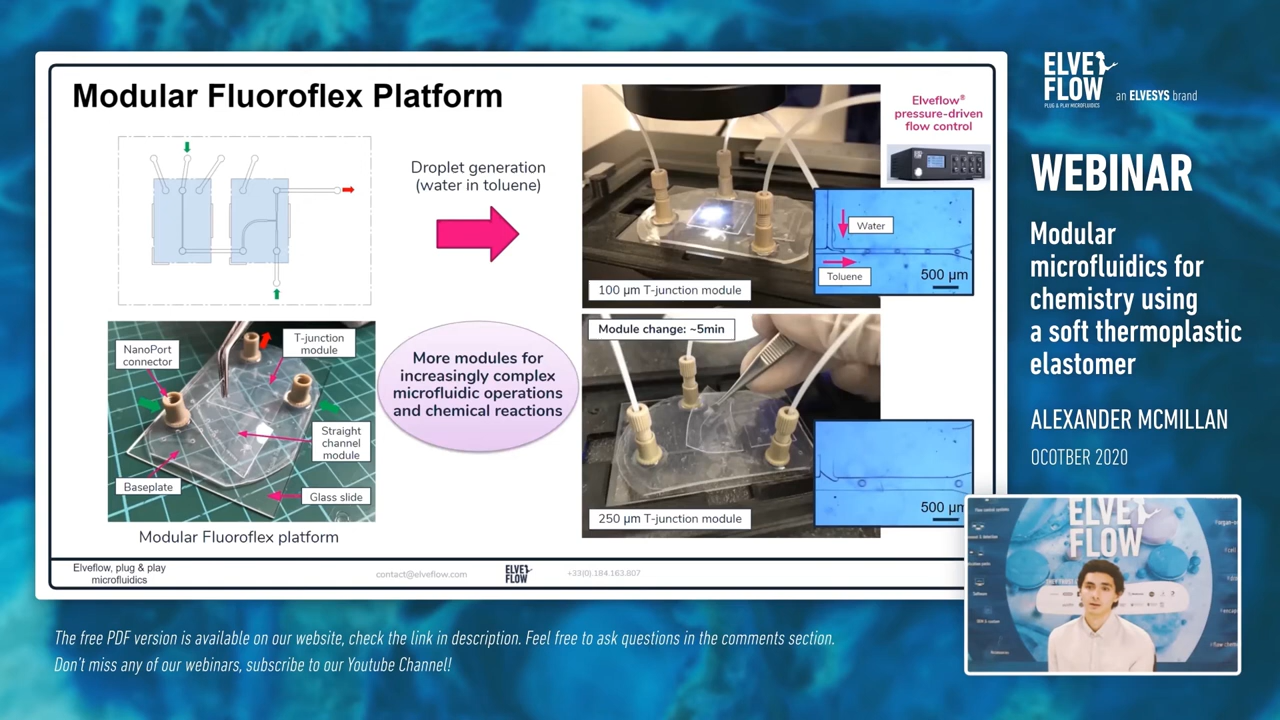 Modular Fluoroflex Platform
Droplet generation
(water in toluene)
Elveflow®
pressure-driven
flow control
Water
Toluene
500 µm
100 µm T-junction module
NanoPort
connector
T-junction
module
Straight
channel
module
Baseplate
Glass slide
Modular Fluoroflex platform
More modules for
increasingly complex
microfluidic operations
and chemical reactions
Module change: ~5min
500 µm
250 µm T-junction module
Elveflow, plug & play
microfluidics
contact@elveflow.com
ELVE
FLOW
+33(0).184.163.807
ELVE
FLOW
PLUG & PLAY MICROFLUIDICS
an ELVESYS brand
WEBINAR
Modular
microfluidics for
chemistry using
a soft thermoplastic
elastomer
ALEXANDER MCMILLAN
OCOTBER 2020
ELVE
FLOW
The free PDF version is available on our website, check the link in description. Feel free to ask questions in the comments section.
Don't miss any of our webinars, subscribe to our Youtube Channel!